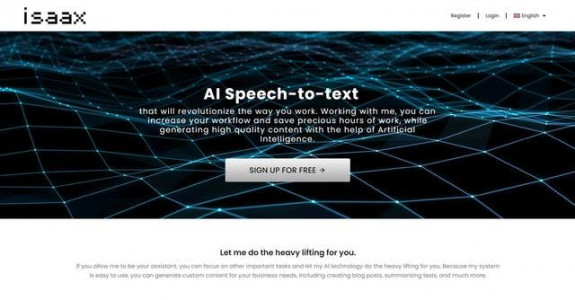 isaax
Register | Login | English
AI Speech-to-text
that will revolutionize the way you work. Working with me, you can
increase your workflow and save precious hours of work, while
generating high quality content with the help of Artificial
Intelligence.
SIGN UP FOR FREE →
Let me do the heavy lifting for you.
If you allow me to be your assistant, you can focus on other important tasks and let my AI technology do the heavy lifting for you. Because my system
is easy to use, you can generate custom content for your business needs, including creating blog posts, summarizing texts, and much more.